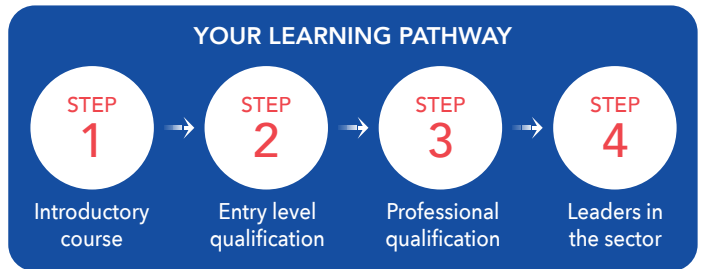 YOUR LEARNING PATHWAY
STEP
1
STEP
2
STEP
3
STEP
4
Introductory
course
Entry level
qualification
Professional
qualification
Leaders in
the sector